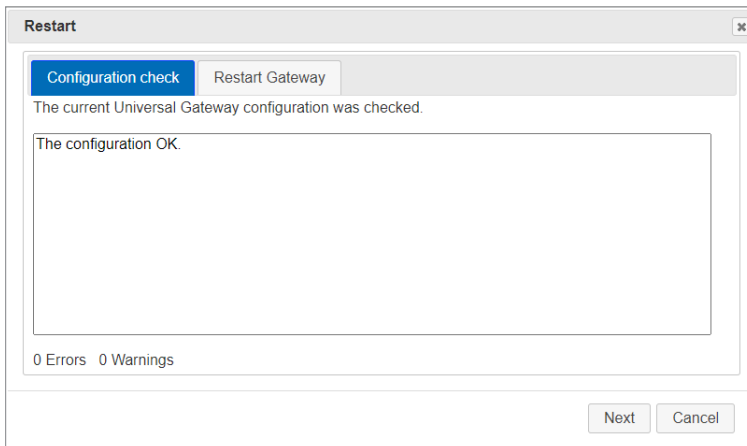 Restart
Configuration check Restart Gateway
The current Universal Gateway configuration was checked.
The configuration OK.
0 Errors 0 Warnings
Next Cancel